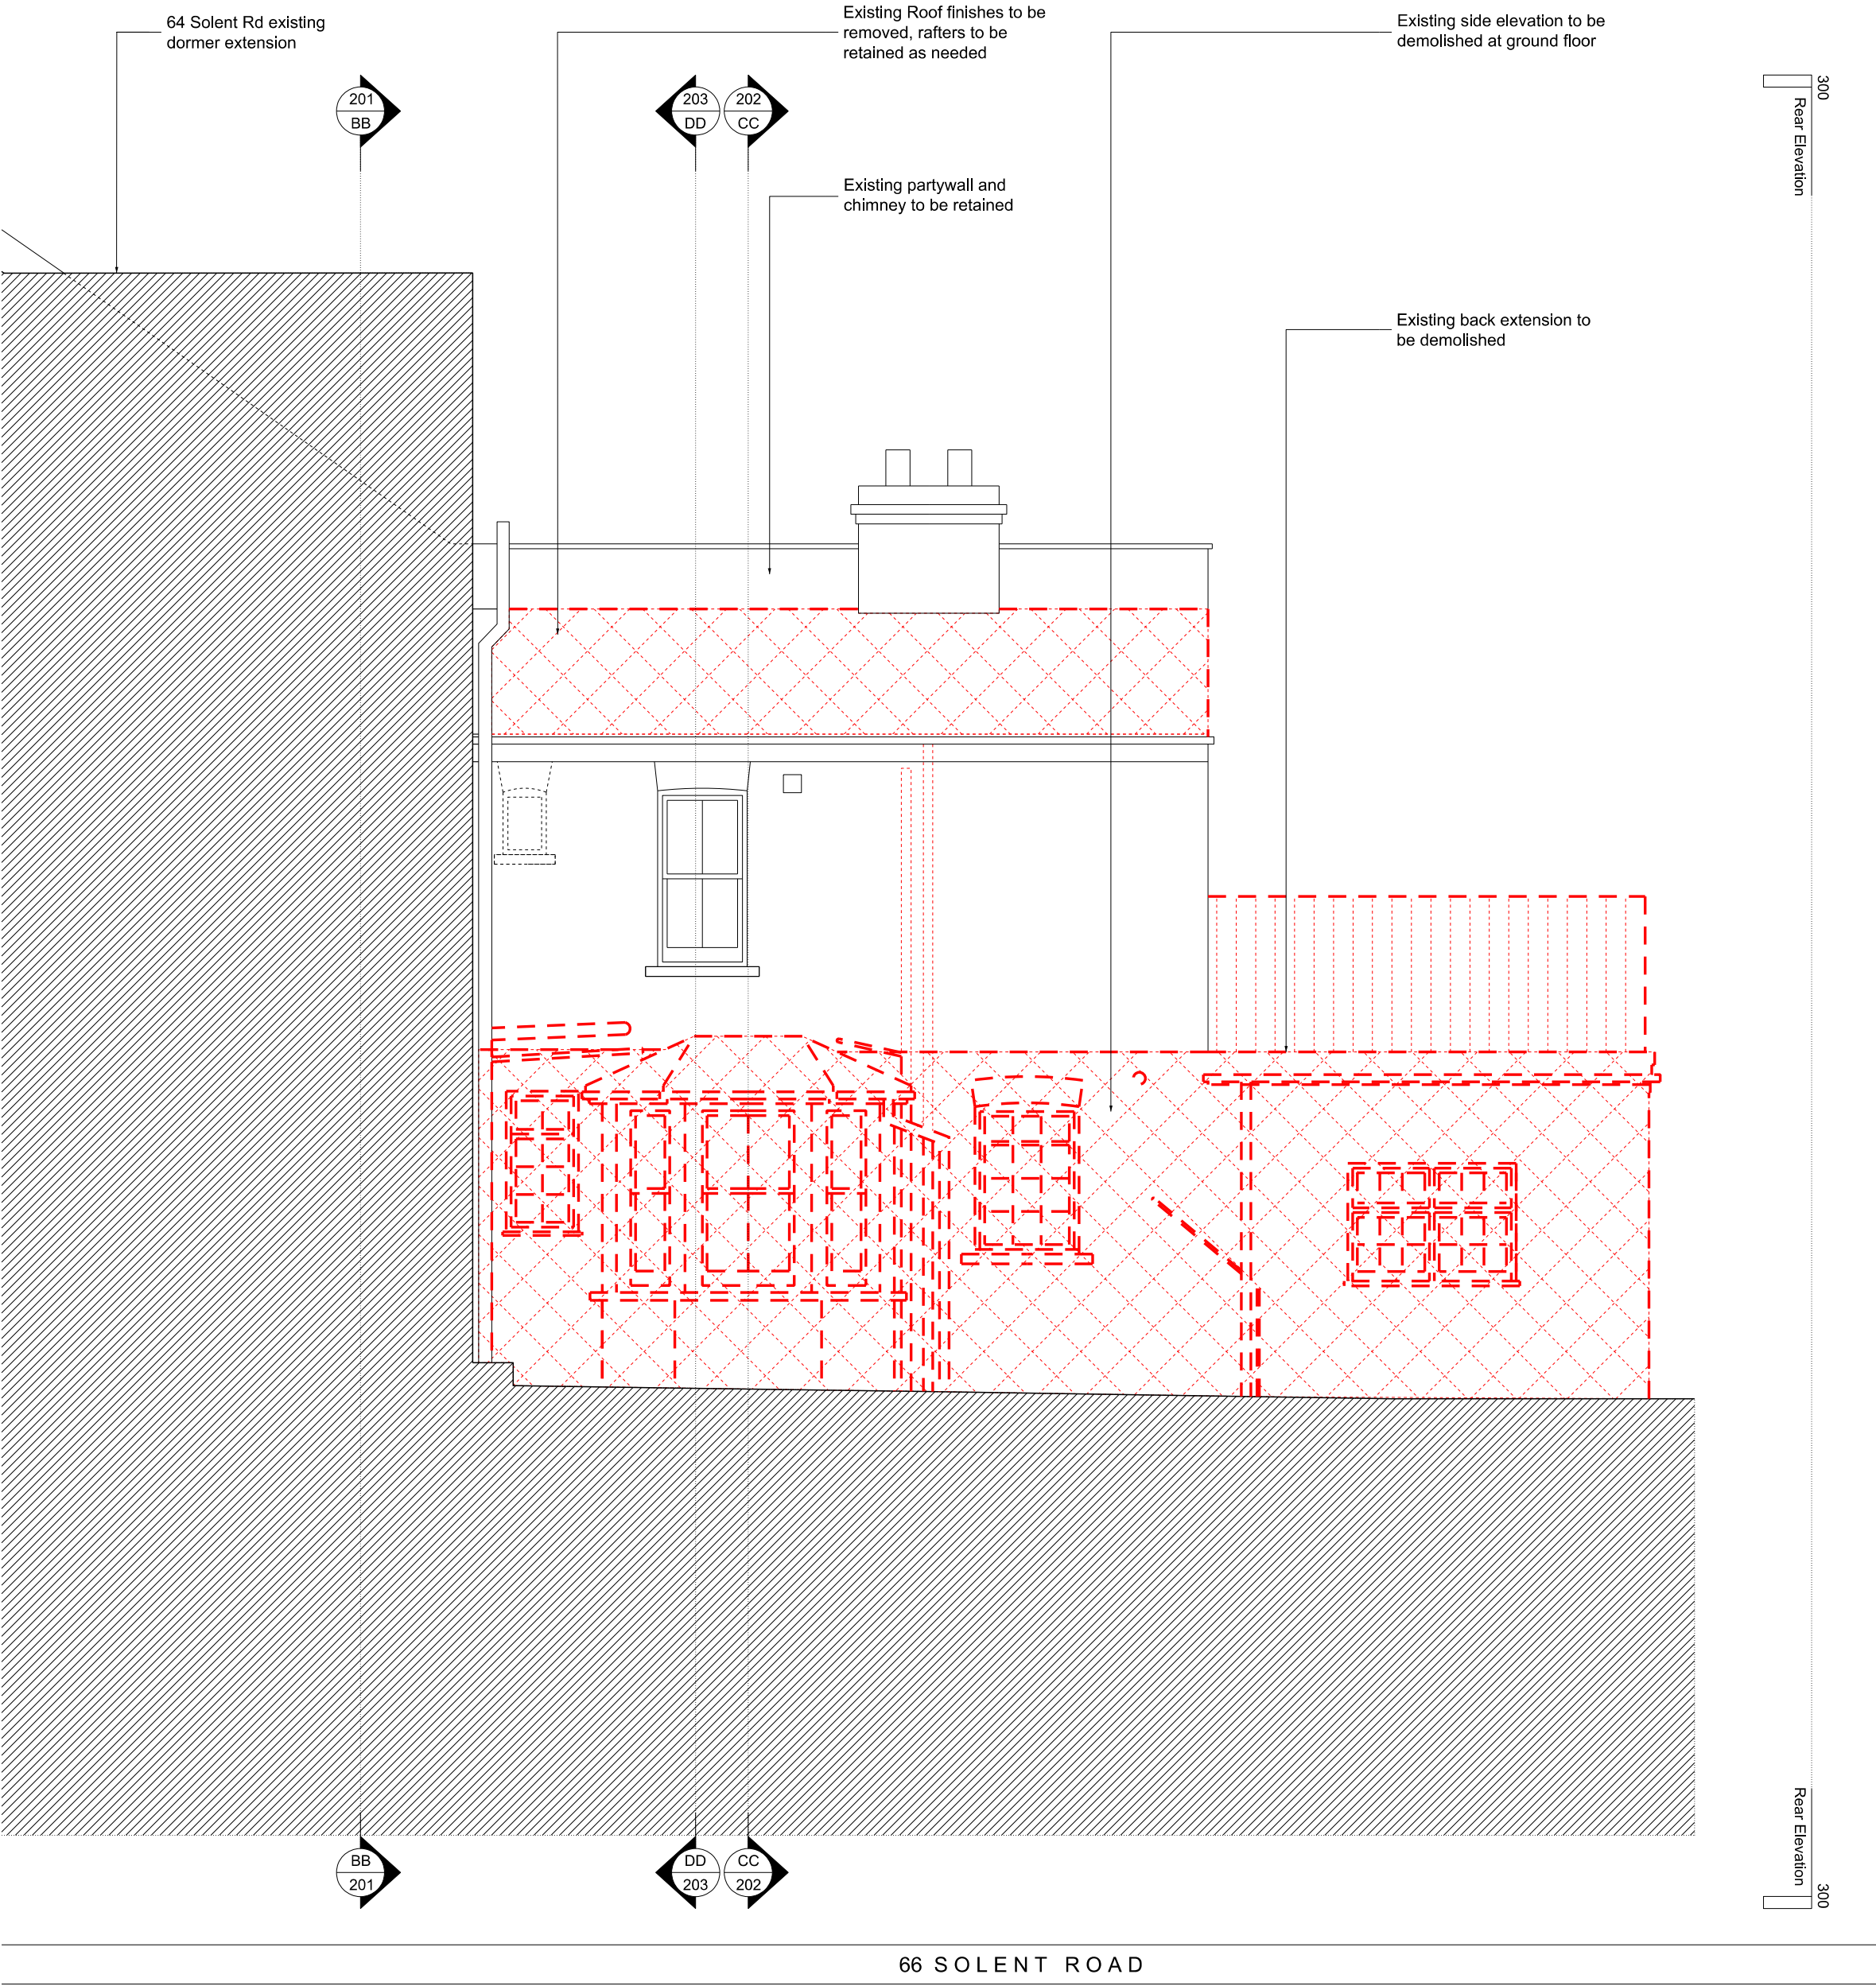 64 Solent Rd existing
dormer extension
Existing Roof finishes to be
removed, rafters to be
retained as needed
Existing side elevation to be
demolished at ground floor
201
BB
203
DD
202
CC
300
Rear Elevation
Existing partywall and
chimney to be retained
Existing back extension to
be demolished
Rear Elevation
300
BB
201
DD
203
CC
202
66 SOLENT ROAD